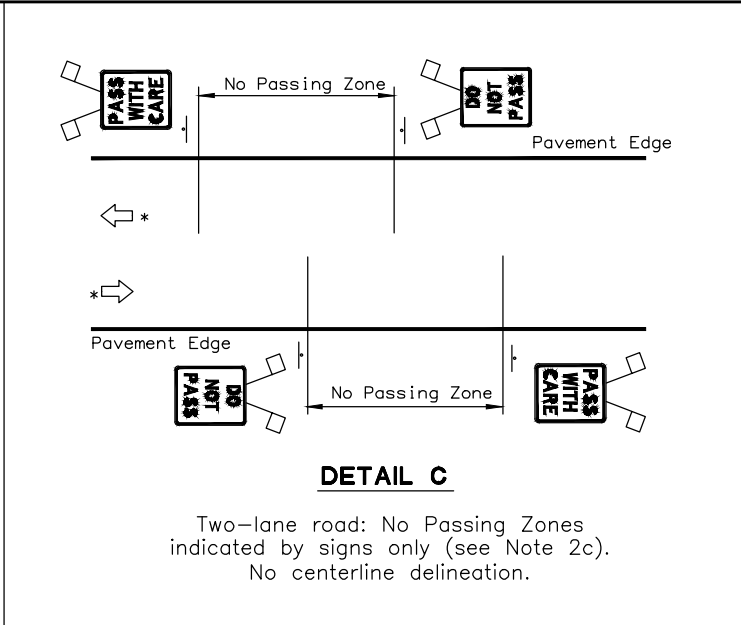 PASS
WITH
CARE
No Passing Zone
DO
NOT
PASS
Pavement Edge
*
*
Pavement Edge
DO
NOT
PASS
No Passing Zone
PASS
WITH
CARE
DETAIL C
Two-lane road: No Passing Zones
indicated by signs only (see Note 2c).
No centerline delineation.